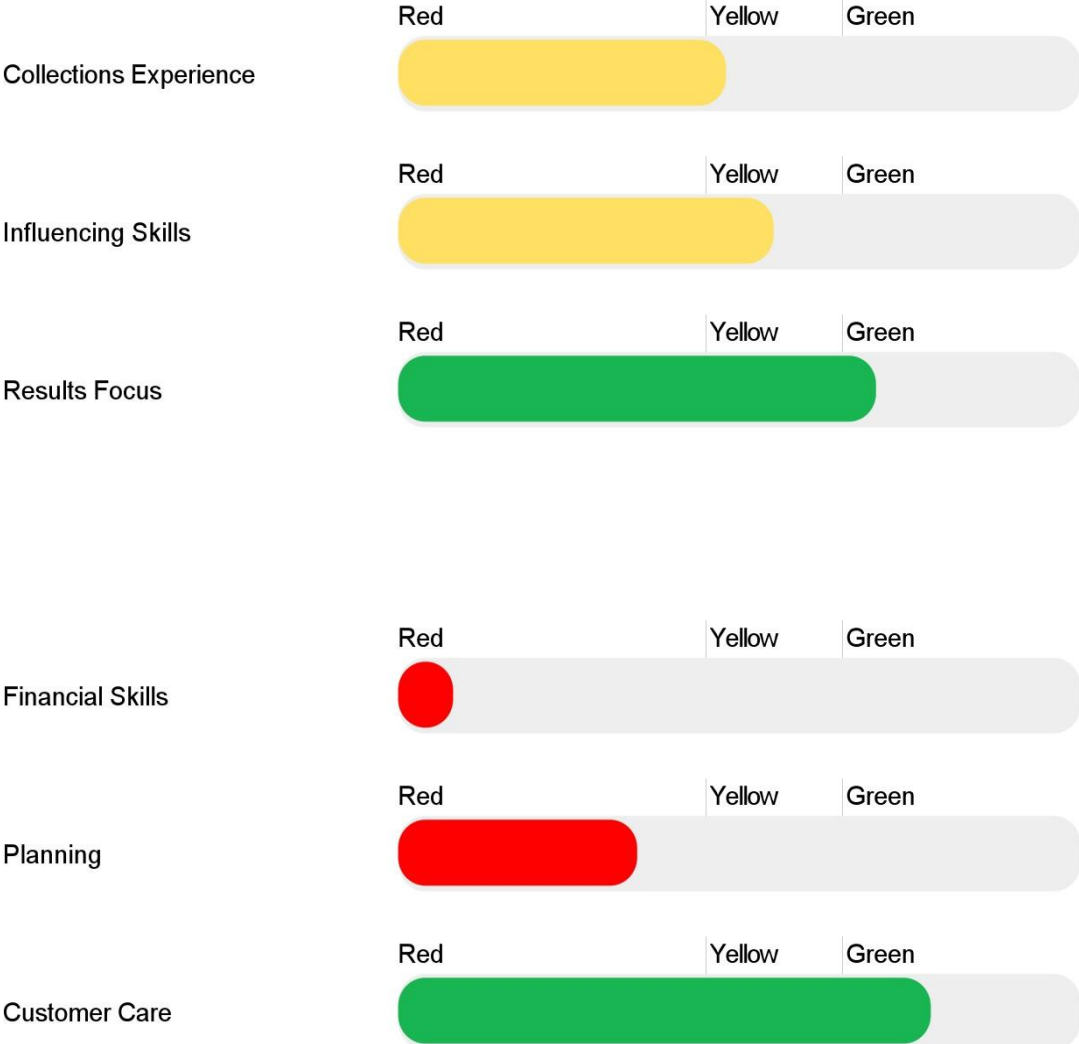 Red Yellow Green
Collections Experience
Red Yellow Green
Influencing Skills
Red Yellow Green
Results Focus
Red Yellow Green
Financial Skills
Red Yellow Green
Planning
Red Yellow Green
Customer Care